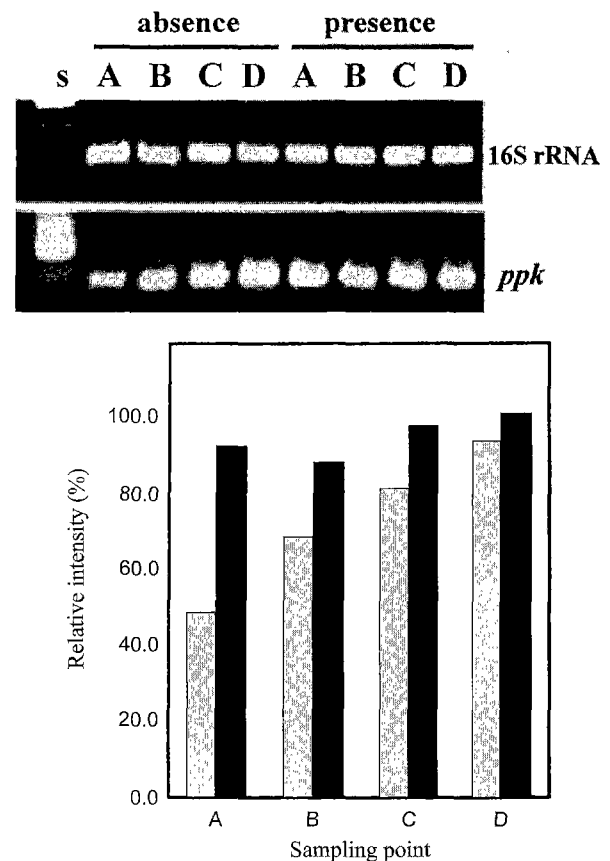 absence presence
s A B C D A B C D
16S rRNA
ppk
100.0
80.0
60.0
40.0
20.0
0.0
Relative intensity (%)
A B C D
Sampling point